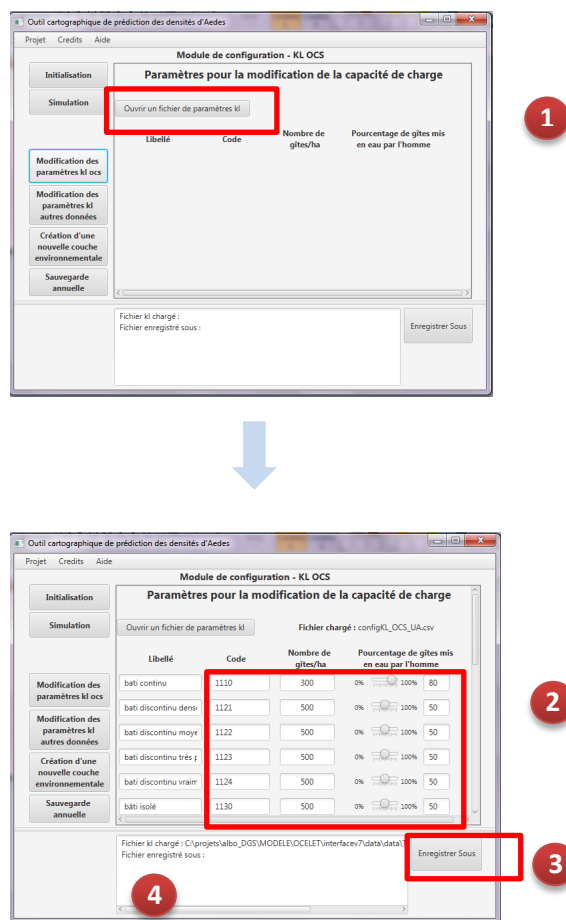 Outil cartographique de prédiction des densités d'Aedes
Projet Credits Aide
Module de configuration - KL OCS
Initialisation
Simulation
Modification des
paramètres kl ocs
Modification des
paramètres kl
autres données
Création d'une
nouvelle couche
environnementale
Sauvegarde
annuelle
Paramètres pour la modification de la capacité de charge
Ouvrir un fichier de paramètres kl
Libellé Code Nombre de gîtes/ha Pourcentage de gîtes mis en eau par l'homme
Fichier kl chargé :
Fichier enregistré sous :
Enregistrer Sous
1
Outil cartographique de prédiction des densités d'Aedes
Projet Credits Aide
Module de configuration - KL OCS
Initialisation
Simulation
Modification des
paramètres kl ocs
Modification des
paramètres kl
autres données
Création d'une
nouvelle couche
environnementale
Sauvegarde
annuelle
Paramètres pour la modification de la capacité de charge
Ouvrir un fichier de paramètres kl Fichier chargé : configKL_OCS_UA.csv
Libellé Code Nombre de gîtes/ha Pourcentage de gîtes mis en eau par l'homme
bati continu 1110 300 0% 100% 80
bati discontinu dens 1121 500 0% 100% 50
bati discontinu moye 1122 500 0% 100% 50
bati discontinu très p 1123 500 0% 100% 50
bati discontinu vraim 1124 500 0% 100% 50
bâti isolé 1130 500 0% 100% 50
2
Fichier kl chargé : C:\projets\albo_DGS\MODELE\OCELET\interfacev7\data\data\
Fichier enregistré sous :
Enregistrer Sous
3
4